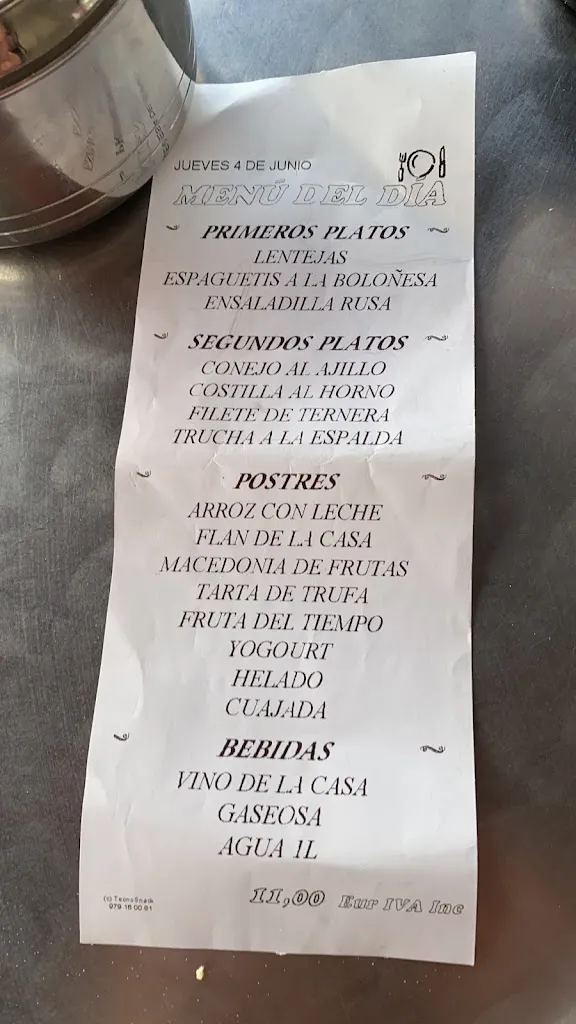 JUEVES 4 DE JUNIO
MENÚ DEL DÍA
PRIMEROS PLATOS
LENTEJAS
ESPAGUETIS A LA BOLOÑESA
ENSALADILLA RUSA
SEGUNDOS PLATOS
CONEJO AL AJILLO
COSTILLA AL HORNO
FILETE DE TERNERA
TRUCHA A LA ESPALDA
POSTRES
ARROZ CON LECHE
FLAN DE LA CASA
MACEDONIA DE FRUTAS
TARTA DE TRUFA
FRUTA DEL TIEMPO
YOGOURT
HELADO
CUAJADA
BEBIDAS
VINO DE LA CASA
GASEOSA
AGUA 1L
11,00 Eur IVA Inc
(c) TecnoSnack